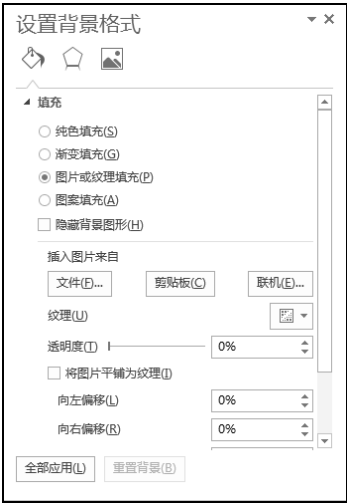 设置背景格式
填充
纯色填充(S)
渐变填充(G)
图片或纹理填充(P)
图案填充(A)
隐藏背景图形(H)
插入图片来自
文件(F)... 剪贴板(C) 联机(E)...
纹理(U)
透明度(T) 0%
将图片平铺为纹理(I)
向左偏移(L) 0%
向右偏移(R) 0%
全部应用(L) 重置背景(B)